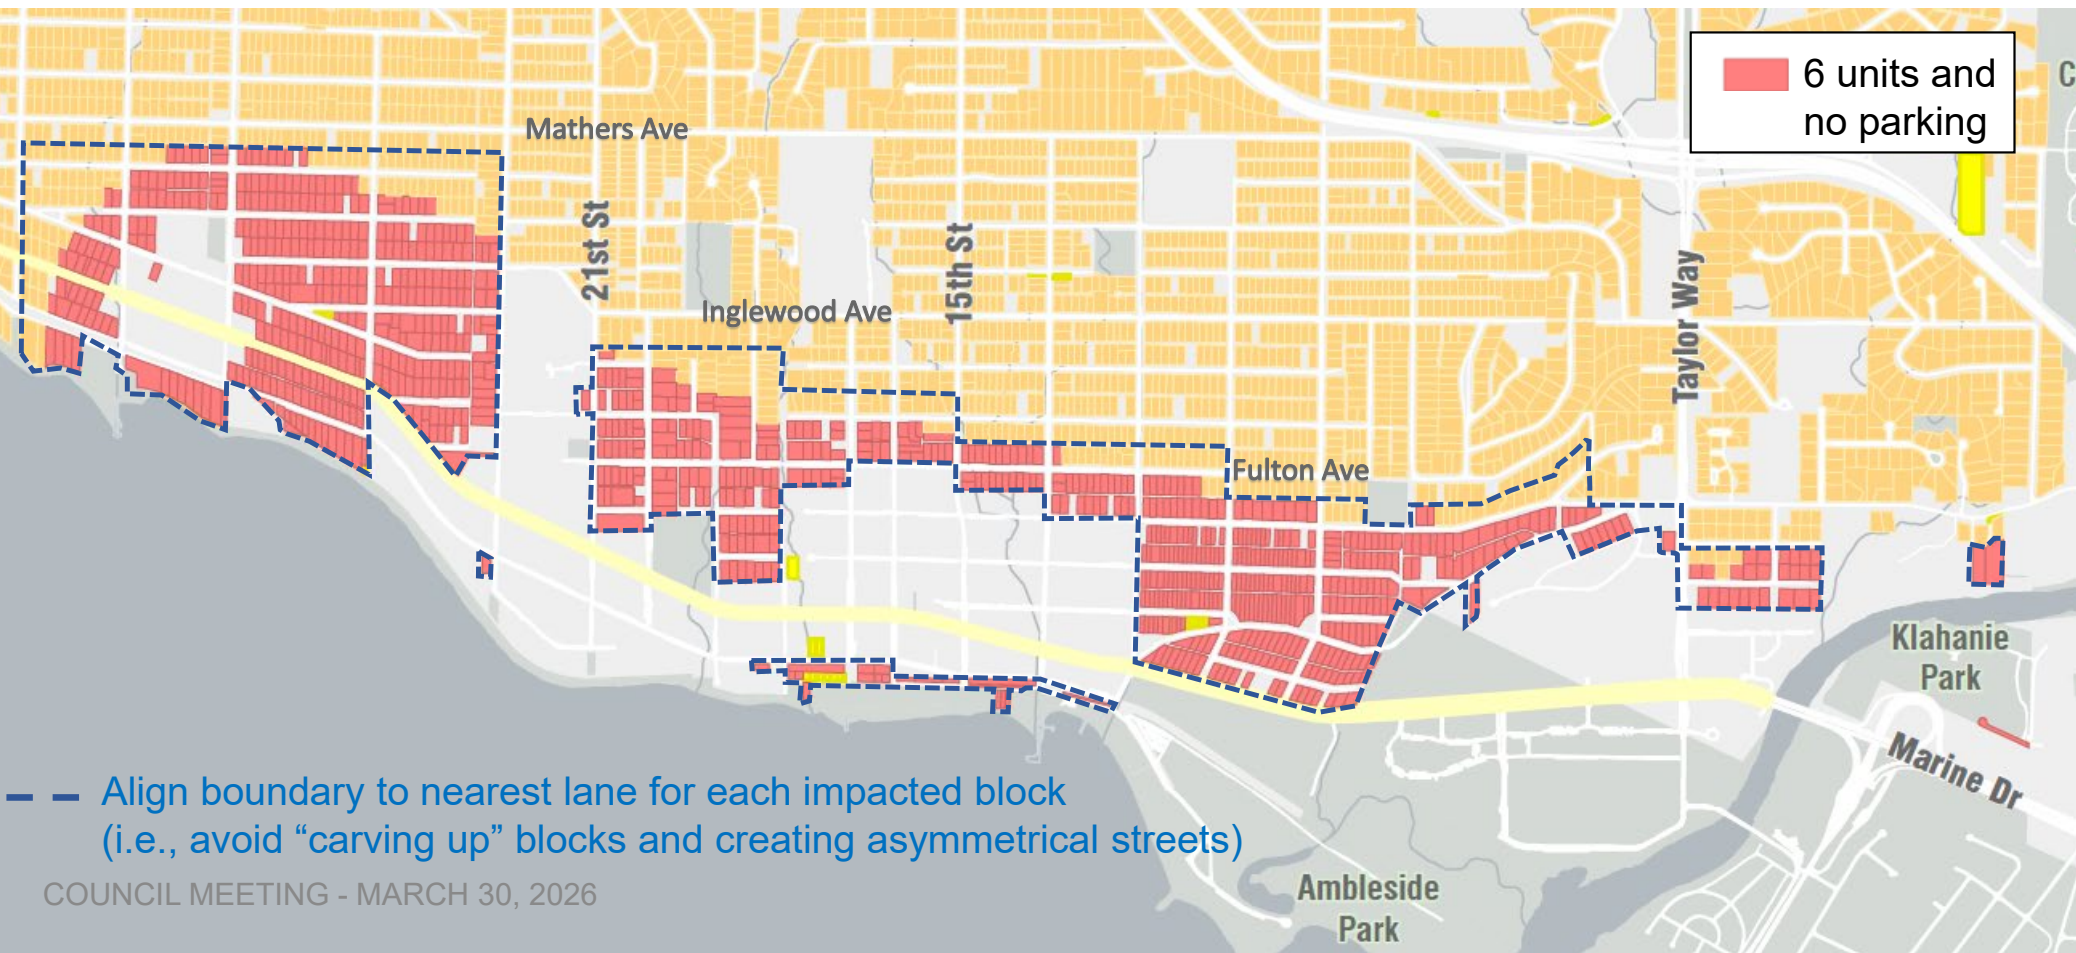 6 units and
no parking
C
Mathers Ave
21st St
15th St
Inglewood Ave
Taylor Way
Fulton Ave
Klahanie
Park
Marine Dr
Align boundary to nearest lane for each impacted block
(i.e., avoid “carving up” blocks and creating asymmetrical streets)
COUNCIL MEETING - MARCH 30, 2026
Ambleside
Park